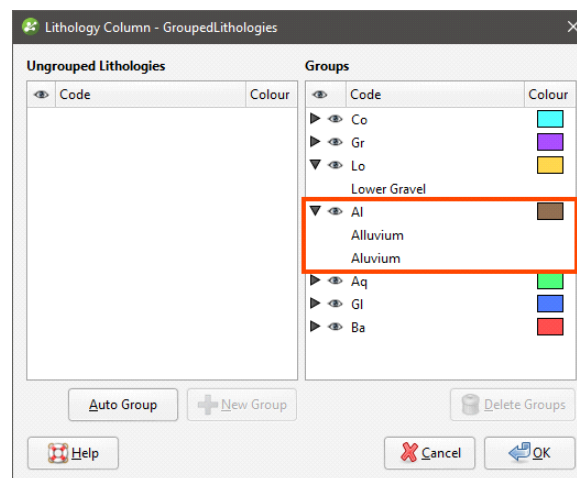 Lithology Column - GroupedLithologies
Ungrouped Lithologies
Groups
Code Colour
Code Colour
Co
Gr
Lo
Lower Gravel
Al
Alluvium
Aluvium
Aq
Gl
Ba
Auto Group
New Group
Delete Groups
Help
Cancel
OK